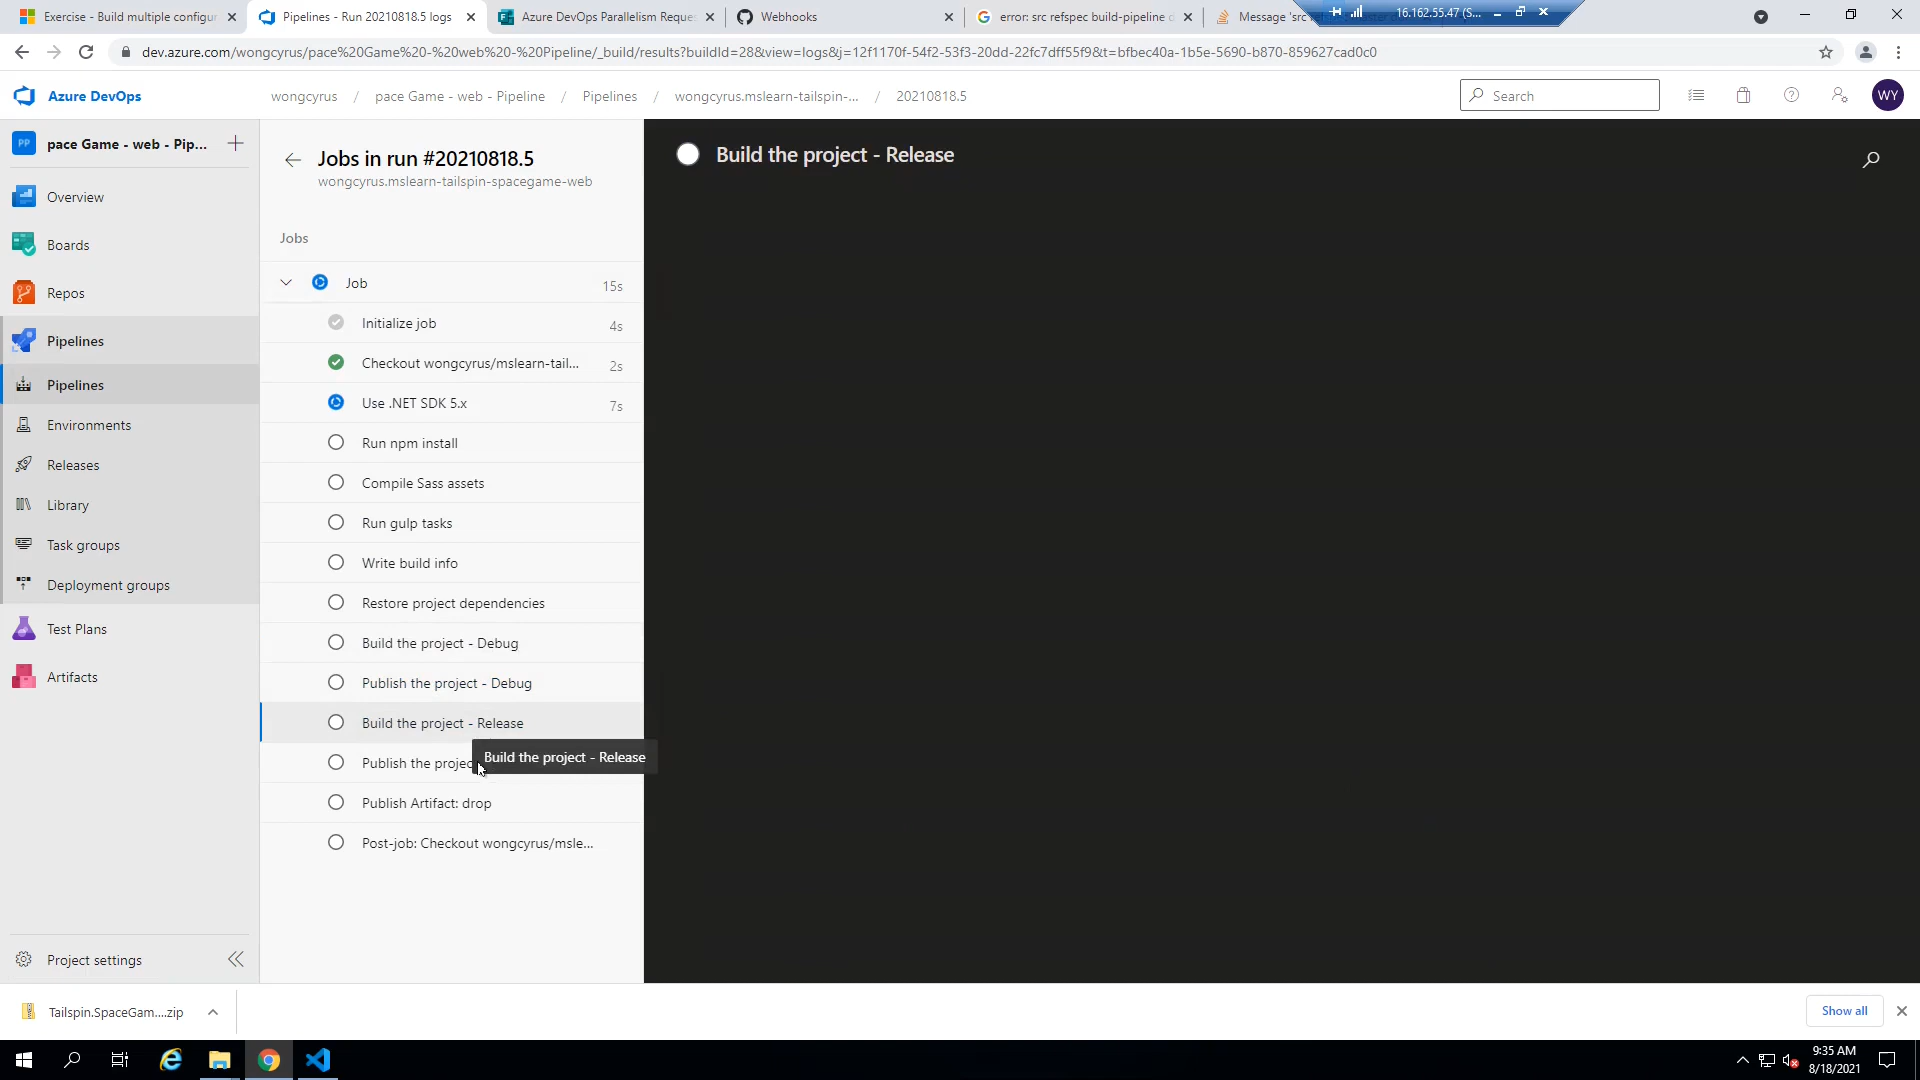 Exercise - Build multiple configur
Pipelines - Run 20210818.5 logs
Azure DevOps Parallelism Reque
Webhooks
error: src refspec build-pipeline d
Message 'src
16.162.55.47 (S...
dev.azure.com/wongcyrus/pace%20Game%20-%20web%20-%20Pipeline/_build/results?buildId=28&view=logs&j=12f1170f-54f2-53f3-20dd-22fc7dff55f9&t=bfbec40a-1b5e-5690-b870-859627cad0c0
Azure DevOps
wongcyrus / pace Game - web - Pipeline / Pipelines / wongcyrus.mslearn-tailspin-... / 20210818.5
Search
WY
PP
pace Game - web - Pip...
Overview
Boards
Repos
Pipelines
Pipelines
Environments
Releases
Library
Task groups
Deployment groups
Test Plans
Artifacts
Project settings
Jobs in run #20210818.5
wongcyrus.mslearn-tailspin-spacegame-web
Jobs
Job 15s
Initialize job 4s
Checkout wongcyrus/mslearn-tail... 2s
Use .NET SDK 5.x 7s
Run npm install
Compile Sass assets
Run gulp tasks
Write build info
Restore project dependencies
Build the project - Debug
Publish the project - Debug
Build the project - Release
Build the project - Release
Publish the projec
Publish Artifact: drop
Post-job: Checkout wongcyrus/msle...
Build the project - Release
Tailspin.SpaceGam....zip
Show all
9:35 AM
8/18/2021